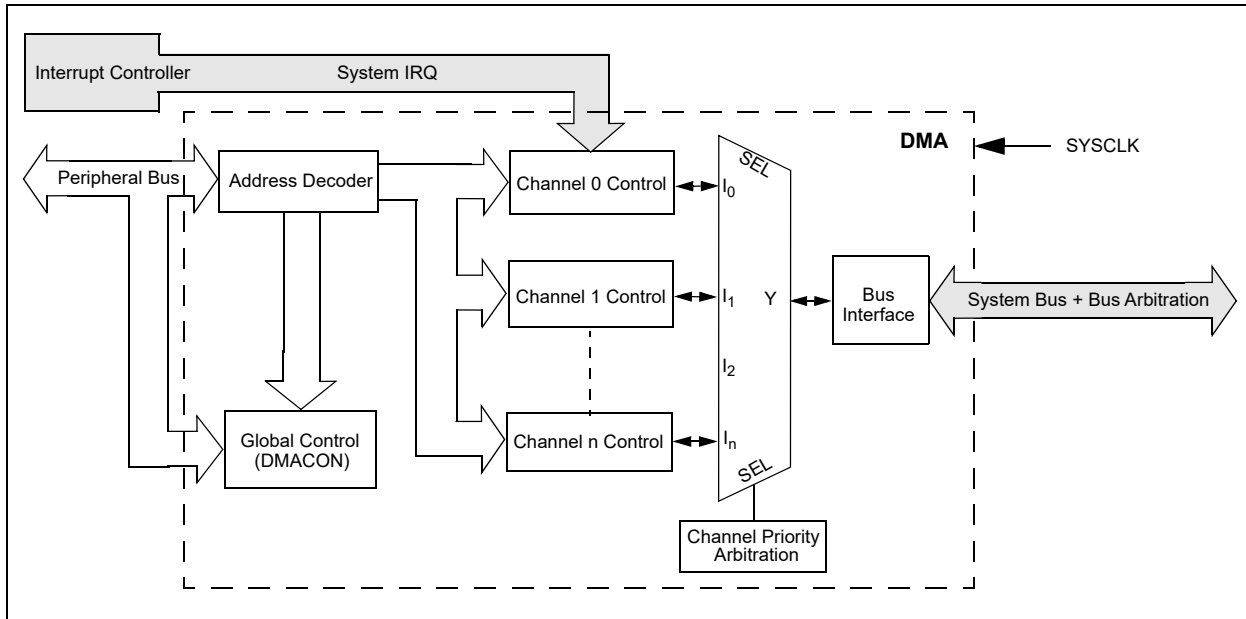 Interrupt Controller
System IRQ
DMA
SYSCLK
Peripheral Bus
Address Decoder
Channel 0 Control
SEL
I0
Channel 1 Control
I1
Y
Bus
Interface
System Bus + Bus Arbitration
I2
Global Control
(DMACON)
Channel n Control
In
SEL
Channel Priority
Arbitration